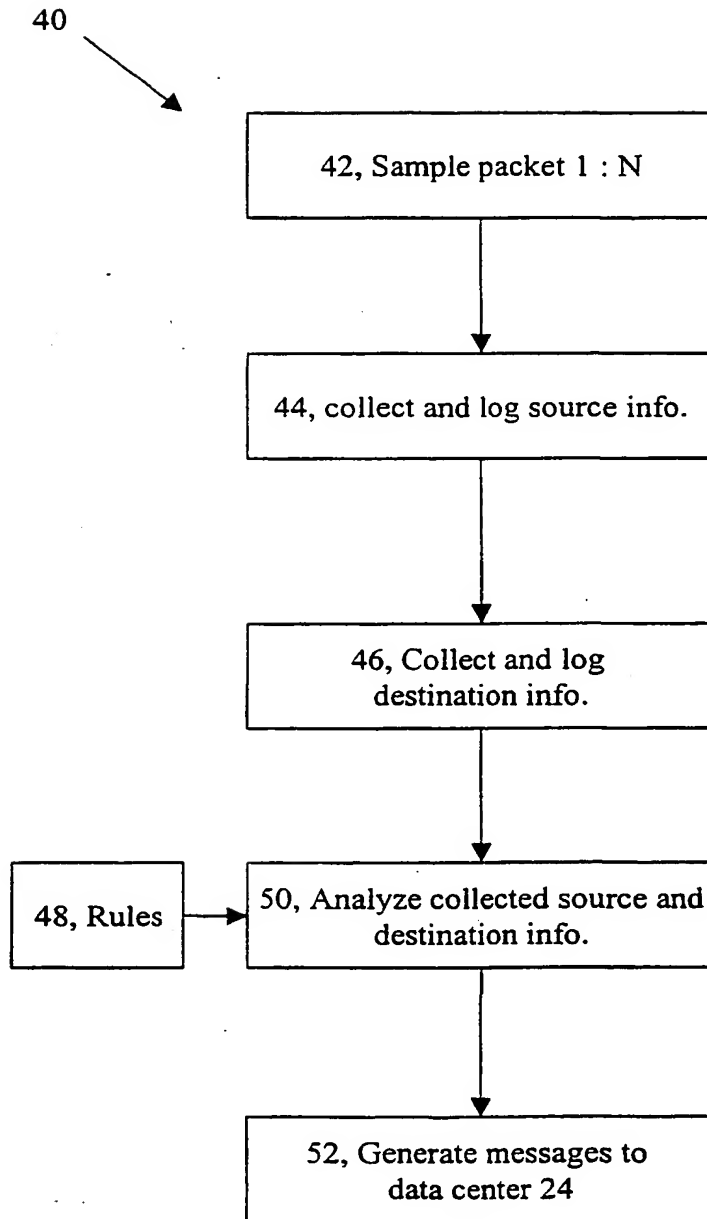 40
42, Sample packet 1 : N
44, collect and log source info.
46, Collect and log
destination info.
48, Rules
50, Analyze collected source and
destination info.
52, Generate messages to
data center 24